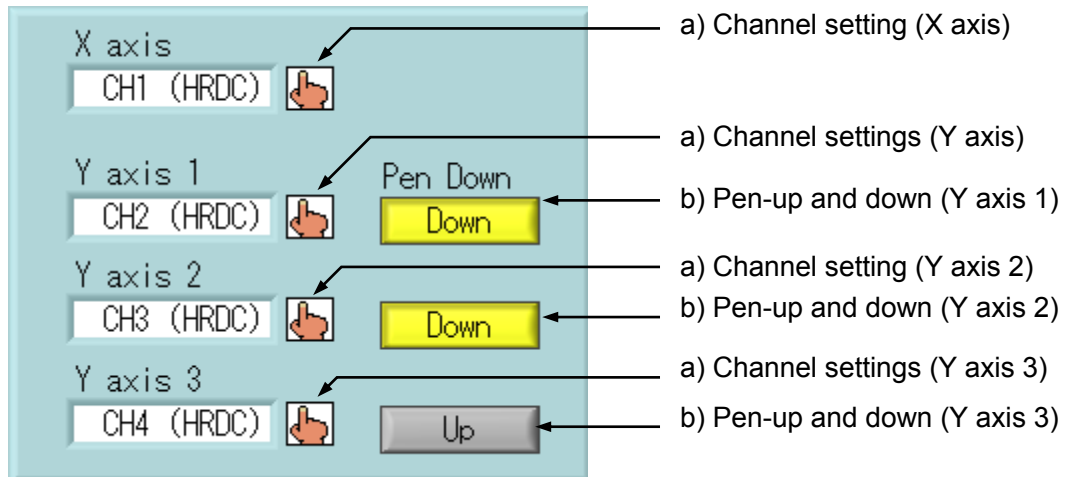 X axis
CH1 (HRDC)
a) Channel setting (X axis)
Y axis 1
Pen Down
CH2 (HRDC)
Down
a) Channel settings (Y axis)
b) Pen-up and down (Y axis 1)
Y axis 2
CH3 (HRDC)
Down
a) Channel setting (Y axis 2)
b) Pen-up and down (Y axis 2)
Y axis 3
CH4 (HRDC)
Up
a) Channel settings (Y axis 3)
b) Pen-up and down (Y axis 3)